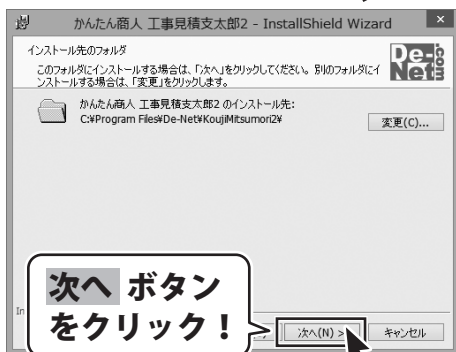 かんたん商人 工事見積支太郎2 - InstallShield Wizard
インストール先のフォルダ
このフォルダにインストールする場合は、「次へ」をクリックしてください。別のフォルダにイ
ンストールする場合は、「変更」をクリックします。
De-Net.com
かんたん商人 工事見積支太郎2 のインストール先:
C:¥Program Files¥De-Net¥KoujiMitsumori2¥
変更(C)...
次へ ボタン
をクリック！
In
次へ(N) >
キャンセル